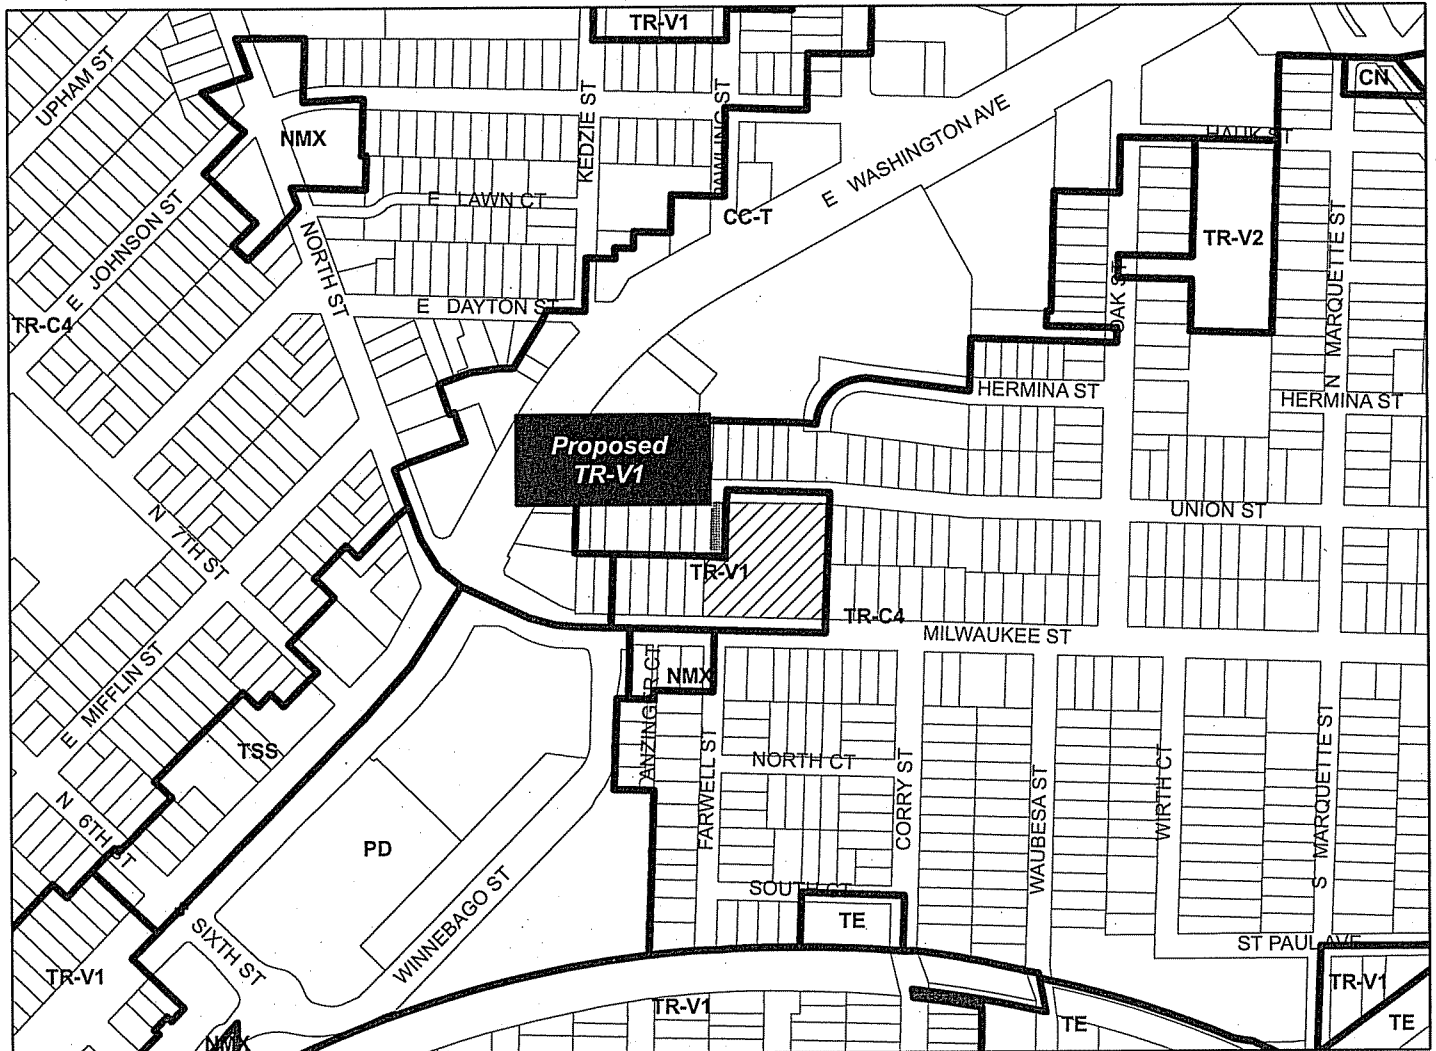 TR-V1
UPHAM ST
CN
KEDZIE ST
NMX
E WASHINGTON AVE
HAUK ST
E JOHNSON ST
E LAWN CT
CC-T
TR-V2
N MARQUETTE ST
NORTH ST
OAK ST
E DAYTON ST
TR-C4
HERMINA ST
HERMINA ST
Proposed
TR-V1
N 7TH ST
UNION ST
TR-V1
TR-C4
MILWAUKEE ST
E MIFFLIN ST
NMX
DANZINGER CT
TSS
FARWELL ST
NORTH CT
CORRY ST
WAUBESA ST
WIRTH CT
S MARQUETTE ST
N 6TH ST
PD
WINNEBAGO ST
SOUTH CT
TE
SIXTH ST
ST PAUL AVE
TR-V1
TR-V1
TR-V1
TE
TE
NMX